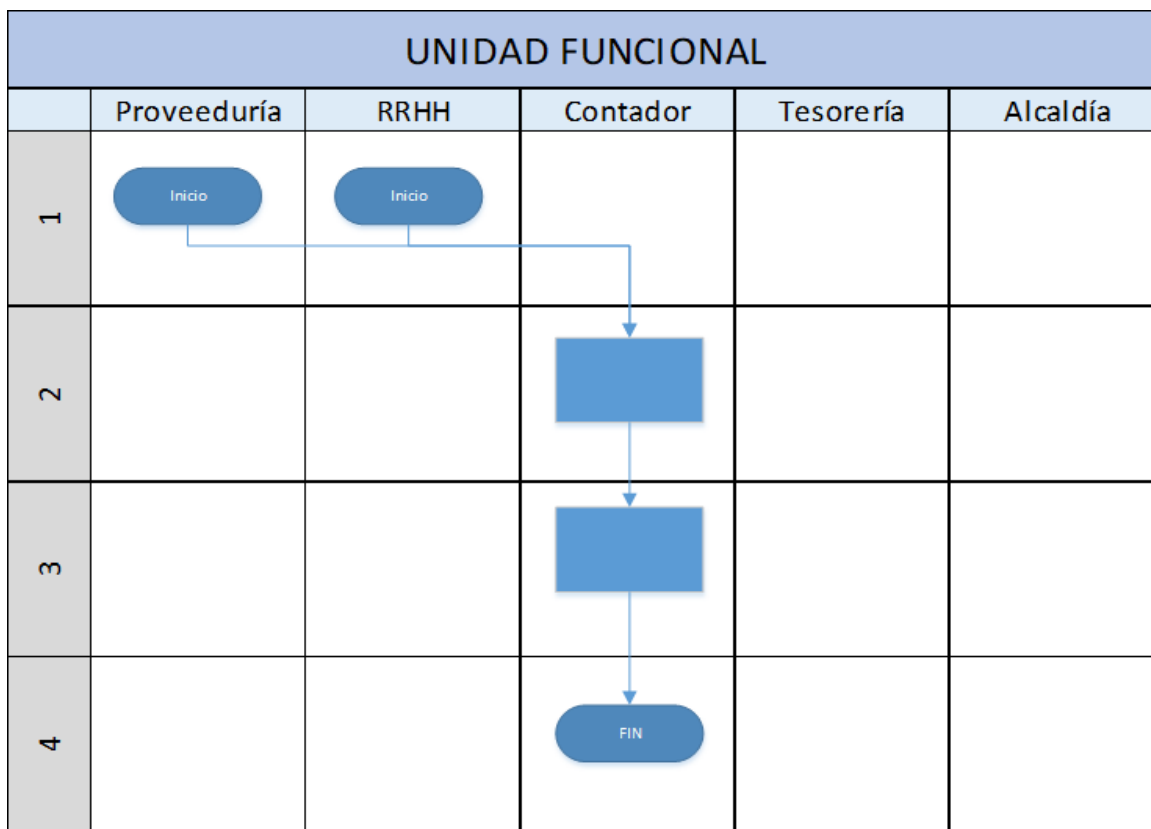 UNIDAD FUNCIONAL
Proveeduría RRHH Contador Tesorería Alcaldía
1 Inicio Inicio
2
3
4 FIN